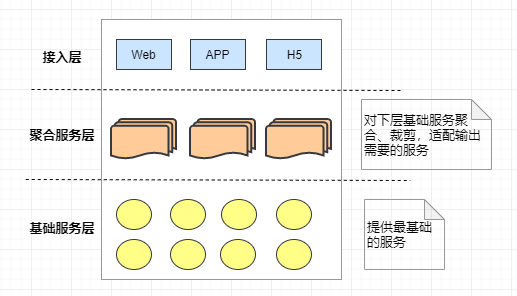 接入层
Web
APP
H5
聚合服务层
对下层基础服务聚
合、裁剪，适配输出
需要的服务
基础服务层
提供最基础
的服务